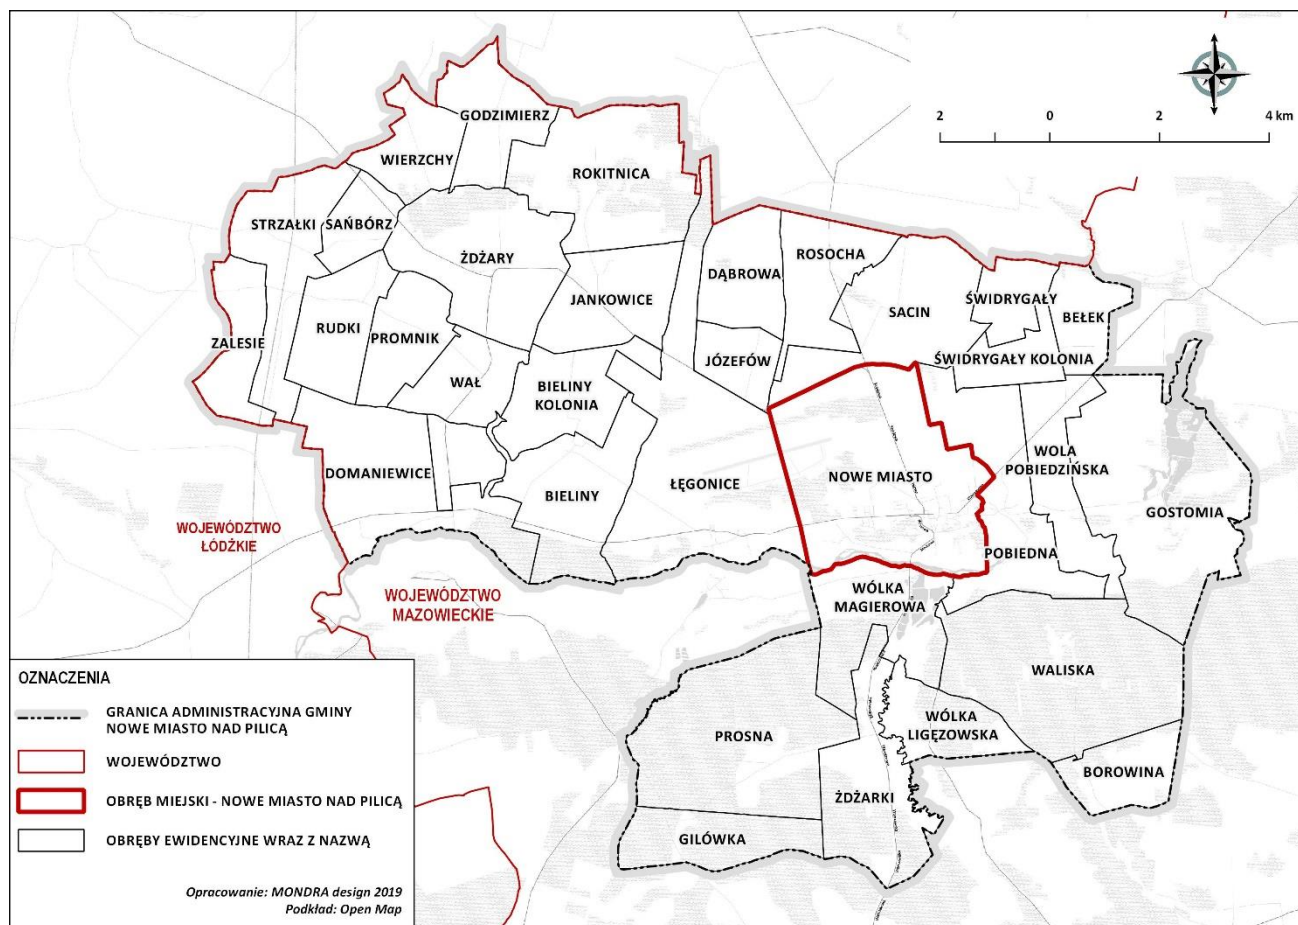 2
0
2
4 km
GODZIMIERZ
WIERZCHY
ROKITNICA
STRZAŁKI
SAŃBÓRZ
ŻDŻARY
ROSOCHA
DĄBROWA
JANKOWICE
ŚWIDRYGAŁY
SACIN
BEŁEK
RUDKI
PROMNIK
ZALESIE
JÓZEFÓW
ŚWIDRYGAŁY KOLONIA
WAŁ
BIELINY
KOLONIA
WOLA
POBIEDZIŃSKA
DOMANIEWICE
BIELINY
ŁĘGONICE
NOWE MIASTO
GOSTOMIA
WOJEWÓDZTWO
ŁÓDZKIE
POBIEDNA
WOJEWÓDZTWO
MAZOWIECKIE
WÓLKA
MAGIEROWA
WALISKA
PROSNA
WÓLKA
LIGĘZOWSKA
BOROWINA
ŻDŻARKI
GILÓWKA
OZNACZENIA
GRANICA ADMINISTRACYJNA GMINY
NOWE MIASTO NAD PILICĄ
WOJEWÓDZTWO
OBRĘB MIEJSKI - NOWE MIASTO NAD PILICĄ
OBRĘBY EWIDENCYJNE WRAZ Z NAZWĄ
Opracowanie: MONDRA design 2019
Podkład: Open Map